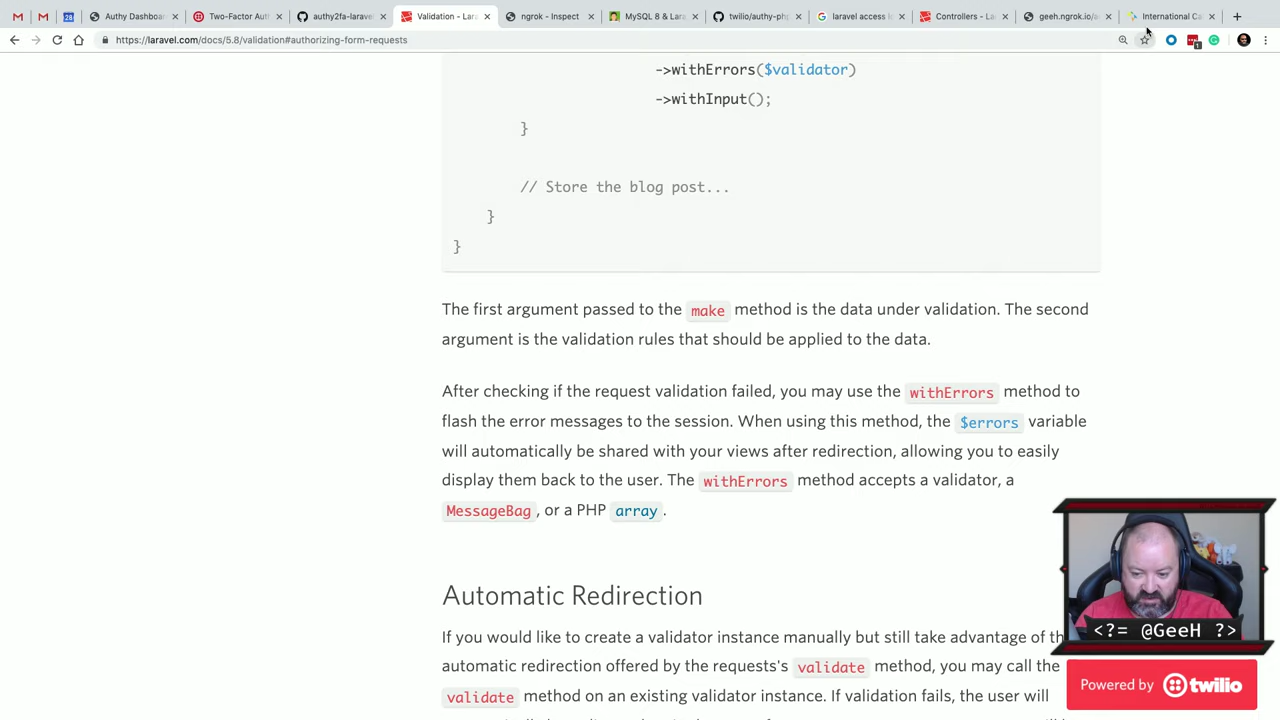 Authy Dashboa
Two-Factor Aut
authy2fa-larave
Validation - Lara
ngrok - Inspect
MySQL 8 & Lara
twilio/authy-php
laravel access i
Controllers - La
geeh.ngrok.io/a
International Ca
https://laravel.com/docs/5.8/validation#authorizing-form-requests
->withErrors($validator)
->withInput();
}
// Store the blog post...
}
}
The first argument passed to the make method is the data under validation. The second
argument is the validation rules that should be applied to the data.
After checking if the request validation failed, you may use the withErrors method to
flash the error messages to the session. When using this method, the $errors variable
will automatically be shared with your views after redirection, allowing you to easily
display them back to the user. The withErrors method accepts a validator, a
MessageBag, or a PHP array.
Automatic Redirection
If you would like to create a validator instance manually but still take advantage of th
automatic redirection offered by the requests's validate method, you may call the
validate method on an existing validator instance. If validation fails, the user will
<?= @GeeH ?>
Powered by twilio